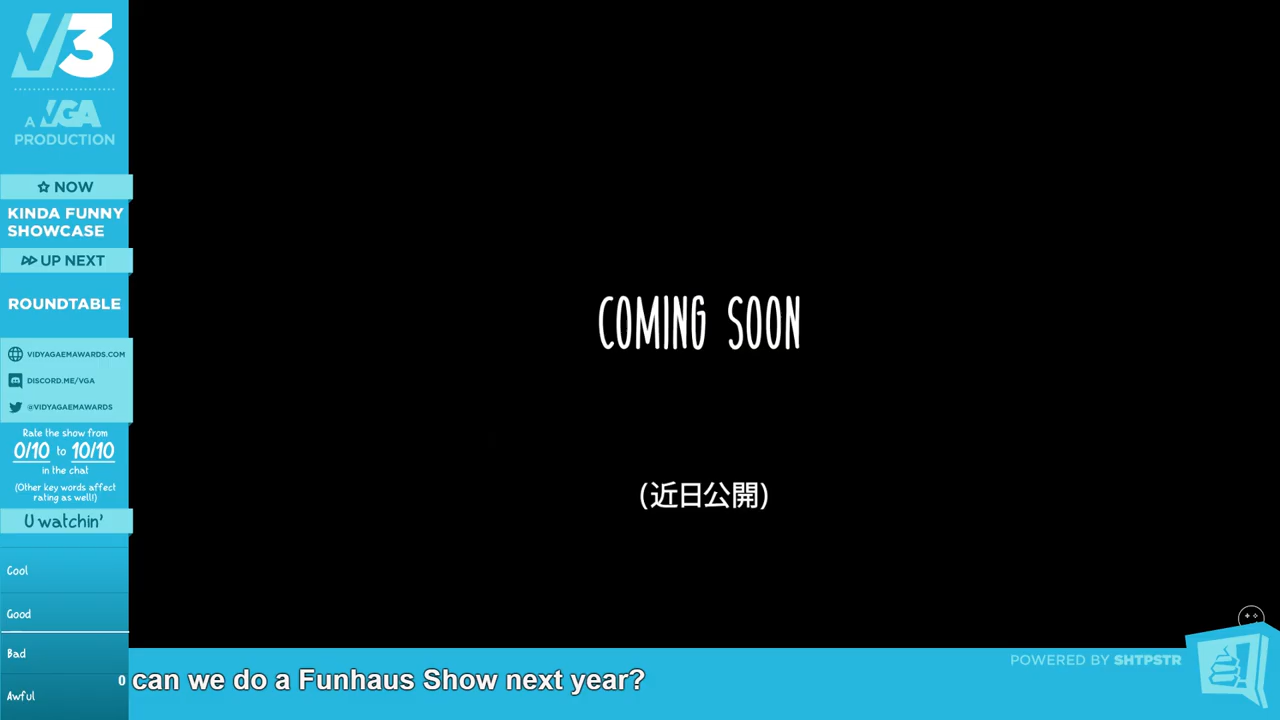 V3
A VGA
PRODUCTION
NOW
KINDA FUNNY
SHOWCASE
UP NEXT
ROUNDTABLE
VIDYAGAEMAWARDS.COM
DISCORD.ME/VGA
@VIDYAGAEMAWARDS
Rate the show from
0/10 to 10/10
in the chat
(Other key words affect
rating as well!)
U watchin'
Cool
Good
Bad
Awful
COMING SOON
(近日公開)
0 can we do a Funhaus Show next year?
POWERED BY SHTPSTR